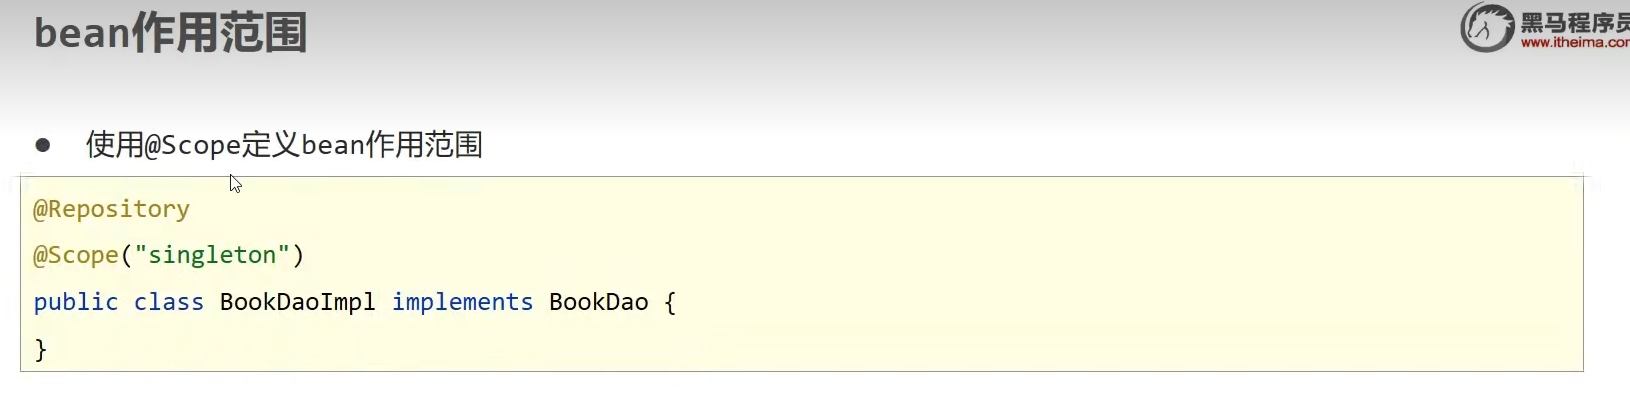 bean作用范围
黑马程序员
www.itheima.com
● 使用@Scope定义bean作用范围
@Repository
@Scope("singleton")
public class BookDaoImpl implements BookDao {
}